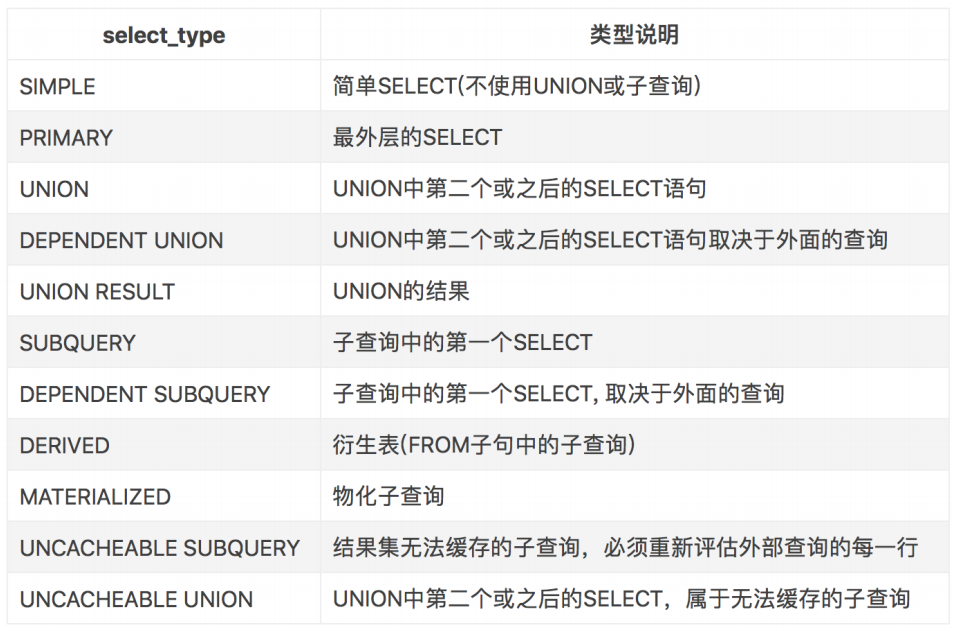 select_type 类型说明
SIMPLE 简单SELECT(不使用UNION或子查询)
PRIMARY 最外层的SELECT
UNION UNION中第二个或之后的SELECT语句
DEPENDENT UNION UNION中第二个或之后的SELECT语句取决于外面的查询
UNION RESULT UNION的结果
SUBQUERY 子查询中的第一个SELECT
DEPENDENT SUBQUERY 子查询中的第一个SELECT, 取决于外面的查询
DERIVED 衍生表(FROM子句中的子查询)
MATERIALIZED 物化子查询
UNCACHEABLE SUBQUERY 结果集无法缓存的子查询，必须重新评估外部查询的每一行
UNCACHEABLE UNION UNION中第二个或之后的SELECT，属于无法缓存的子查询